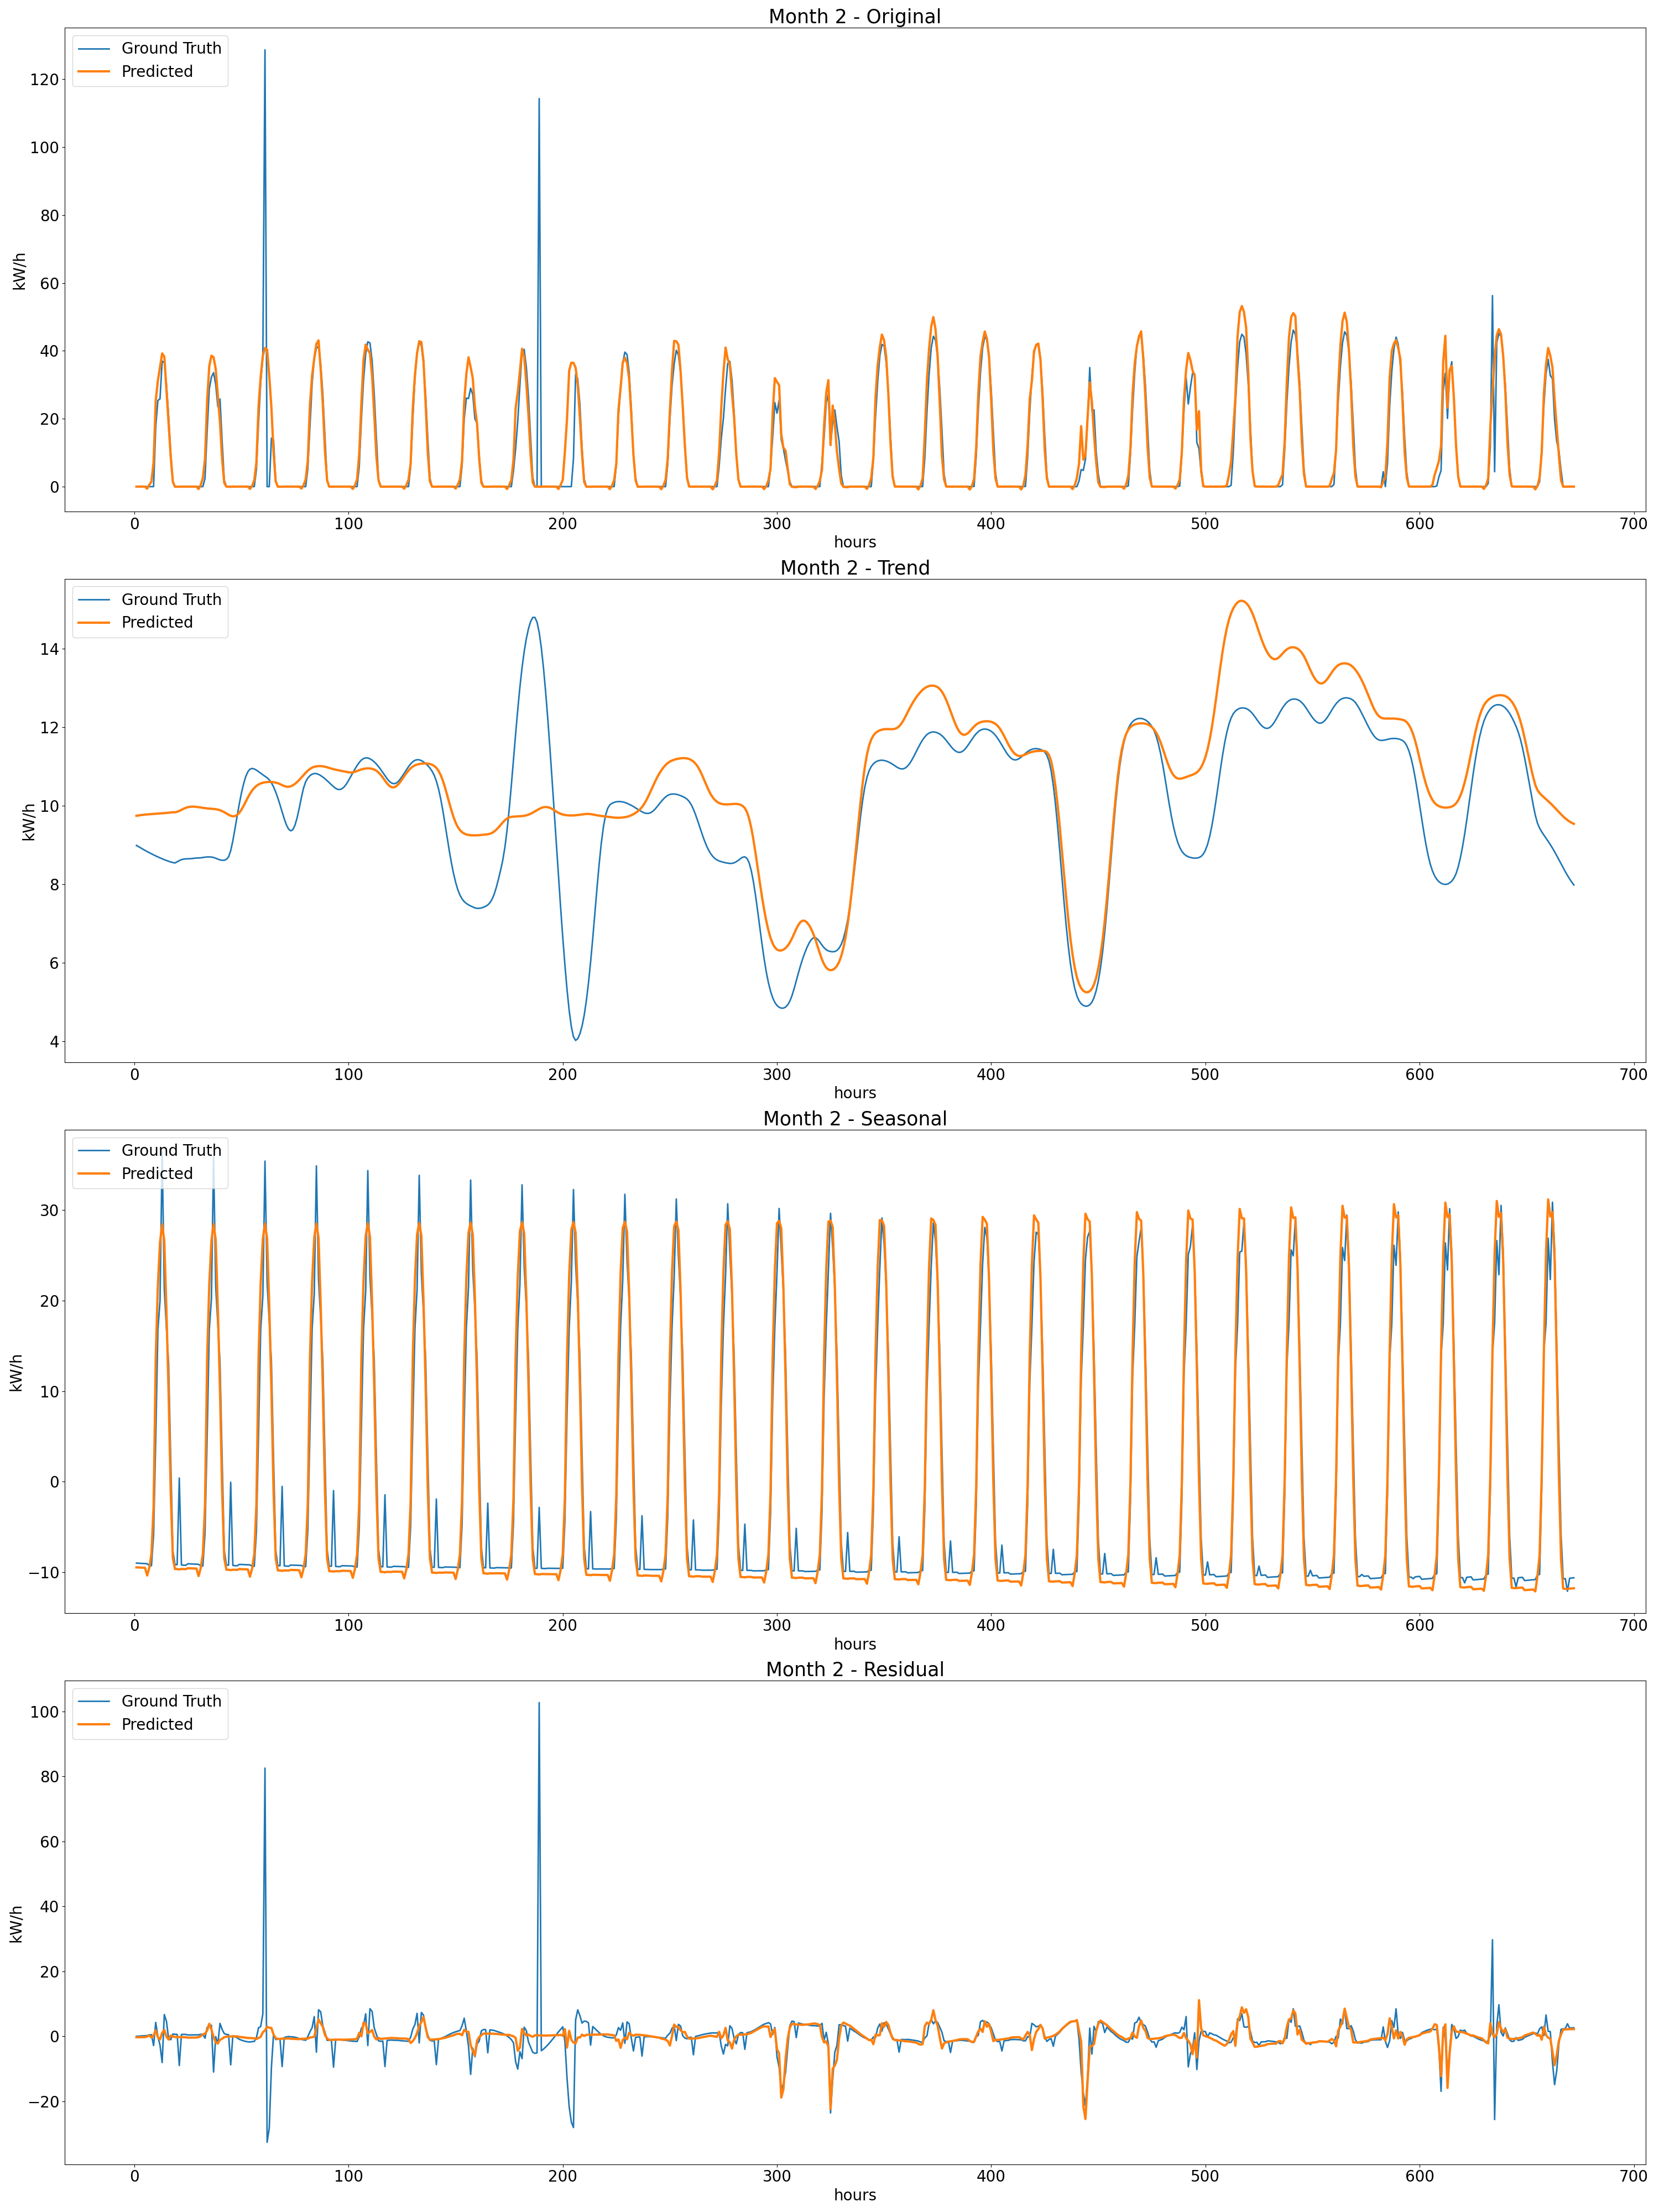 Month 2 - Original
Ground Truth
Predicted
120
100
80
60
40
20
0
kW/h
0 100 200 300 400 500 600 700
hours
Month 2 - Trend
Ground Truth
Predicted
14
12
10
8
6
4
kW/h
0 100 200 300 400 500 600 700
hours
Month 2 - Seasonal
Ground Truth
Predicted
30
20
10
0
−10
kW/h
0 100 200 300 400 500 600 700
hours
Month 2 - Residual
Ground Truth
Predicted
100
80
60
40
20
0
−20
kW/h
0 100 200 300 400 500 600 700
hours